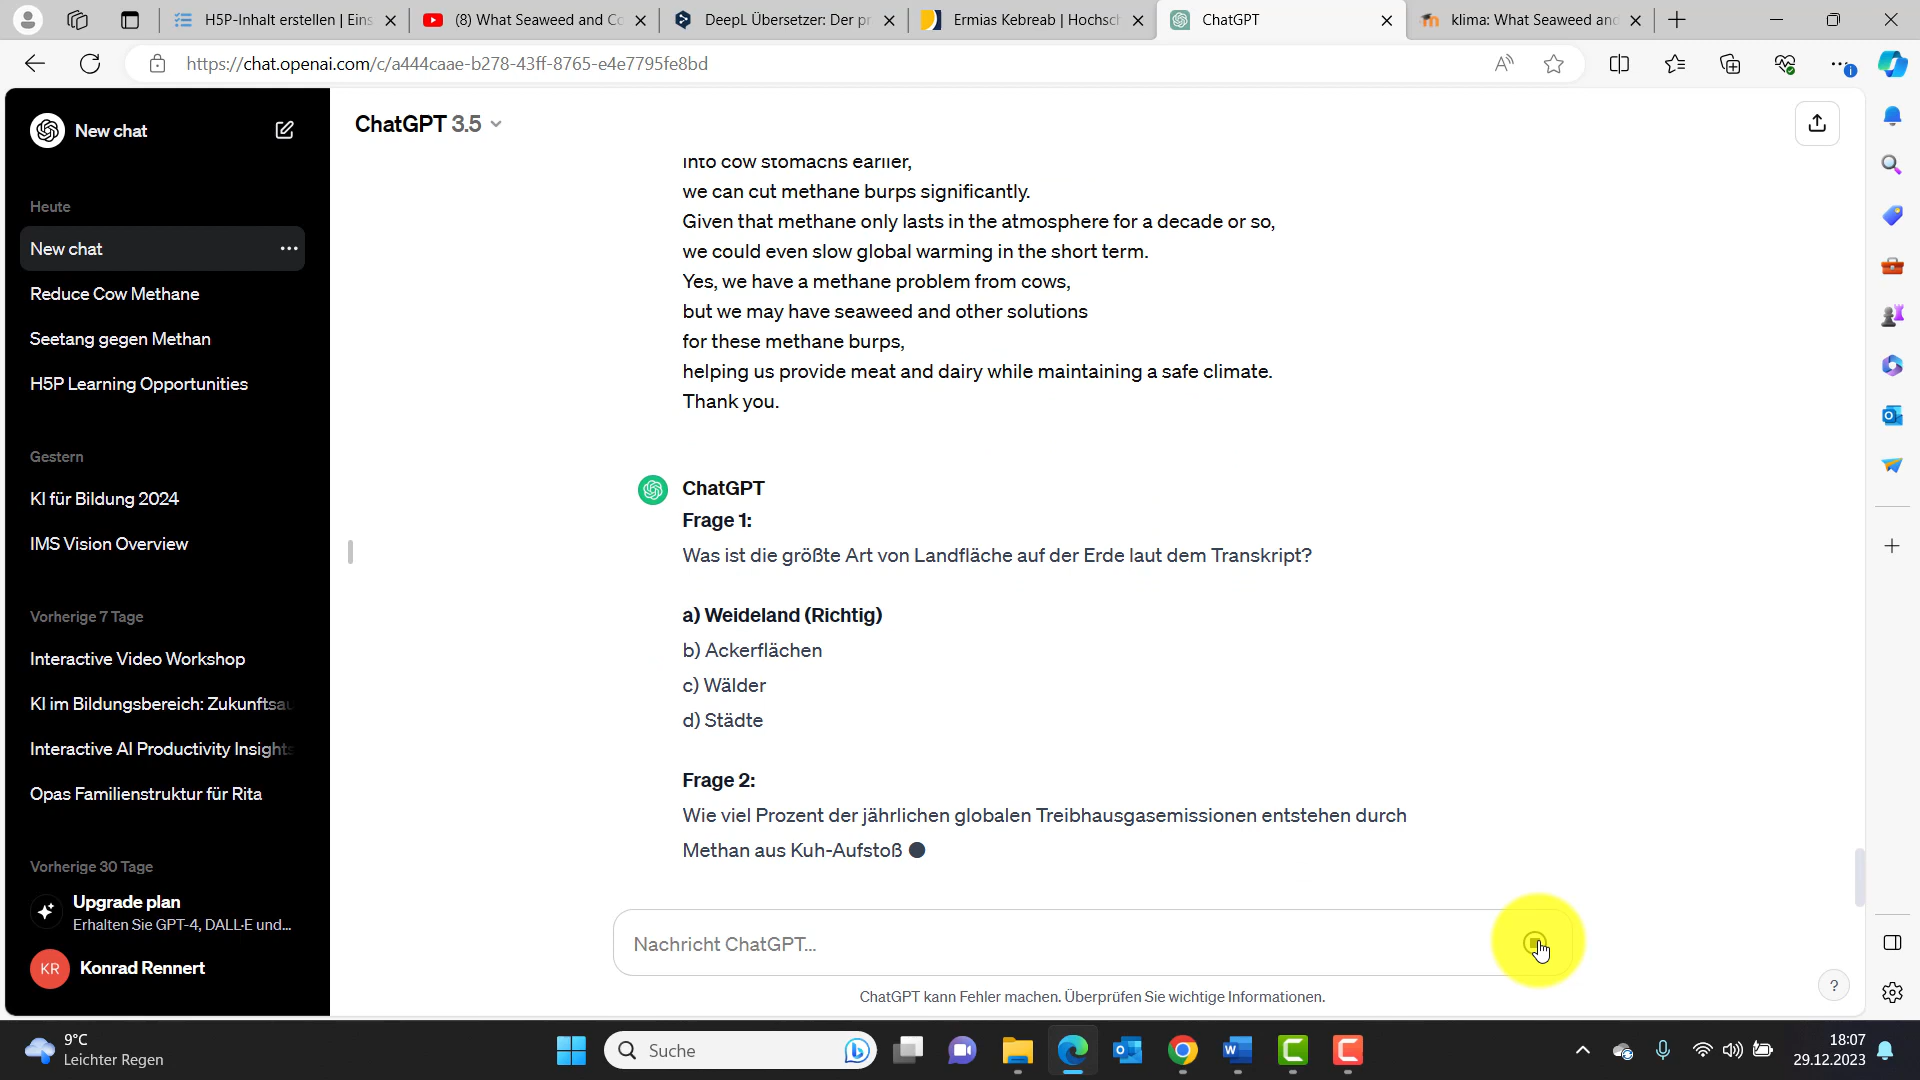 H5P-Inhalt erstellen | Eins
(8) What Seaweed and Co
DeepL Übersetzer: Der pr
Ermias Kebreab | Hochsch
ChatGPT
klima: What Seaweed and
https://chat.openai.com/c/a444caae-b278-43ff-8765-e4e7795fe8bd
New chat
Heute
New chat
Reduce Cow Methane
Seetang gegen Methan
H5P Learning Opportunities
Gestern
KI für Bildung 2024
IMS Vision Overview
Vorherige 7 Tage
Interactive Video Workshop
KI im Bildungsbereich: Zukunftsau
Interactive AI Productivity Insights
Opas Familienstruktur für Rita
Vorherige 30 Tage
Upgrade plan
Erhalten Sie GPT-4, DALL·E und...
KR
Konrad Rennert
ChatGPT 3.5
into cow stomachs earlier,
we can cut methane burps significantly.
Given that methane only lasts in the atmosphere for a decade or so,
we could even slow global warming in the short term.
Yes, we have a methane problem from cows,
but we may have seaweed and other solutions
for these methane burps,
helping us provide meat and dairy while maintaining a safe climate.
Thank you.
ChatGPT
Frage 1:
Was ist die größte Art von Landfläche auf der Erde laut dem Transkript?
a) Weideland (Richtig)
b) Ackerflächen
c) Wälder
d) Städte
Frage 2:
Wie viel Prozent der jährlichen globalen Treibhausgasemissionen entstehen durch
Methan aus Kuh-Aufstoß
Nachricht ChatGPT...
ChatGPT kann Fehler machen. Überprüfen Sie wichtige Informationen.
?
9°C
Leichter Regen
Suche
18:07
29.12.2023